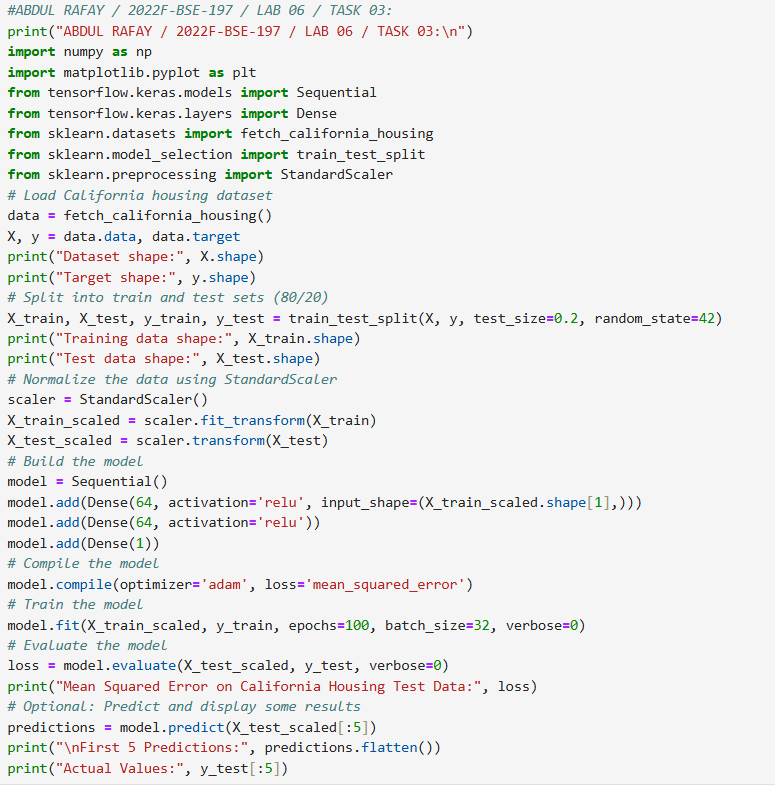 #ABDUL RAFAY / 2022F-BSE-197 / LAB 06 / TASK 03:
print("ABDUL RAFAY / 2022F-BSE-197 / LAB 06 / TASK 03:\n")
import numpy as np
import matplotlib.pyplot as plt
from tensorflow.keras.models import Sequential
from tensorflow.keras.layers import Dense
from sklearn.datasets import fetch_california_housing
from sklearn.model_selection import train_test_split
from sklearn.preprocessing import StandardScaler
# Load California housing dataset
data = fetch_california_housing()
X, y = data.data, data.target
print("Dataset shape:", X.shape)
print("Target shape:", y.shape)
# Split into train and test sets (80/20)
X_train, X_test, y_train, y_test = train_test_split(X, y, test_size=0.2, random_state=42)
print("Training data shape:", X_train.shape)
print("Test data shape:", X_test.shape)
# Normalize the data using StandardScaler
scaler = StandardScaler()
X_train_scaled = scaler.fit_transform(X_train)
X_test_scaled = scaler.transform(X_test)
# Build the model
model = Sequential()
model.add(Dense(64, activation='relu', input_shape=(X_train_scaled.shape[1],)))
model.add(Dense(64, activation='relu'))
model.add(Dense(1))
# Compile the model
model.compile(optimizer='adam', loss='mean_squared_error')
# Train the model
model.fit(X_train_scaled, y_train, epochs=100, batch_size=32, verbose=0)
# Evaluate the model
loss = model.evaluate(X_test_scaled, y_test, verbose=0)
print("Mean Squared Error on California Housing Test Data:", loss)
# Optional: Predict and display some results
predictions = model.predict(X_test_scaled[:5])
print("\nFirst 5 Predictions:", predictions.flatten())
print("Actual Values:", y_test[:5])